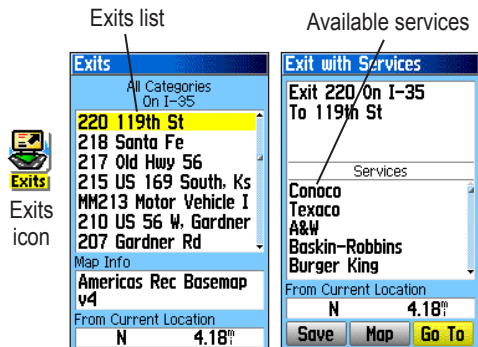 Exits list
Available services
Exits
Exits
icon
Exits
All Categories
On I-35
220 119th St
218 Santa Fe
217 Old Hwy 56
215 US 169 South, Ks
MM213 Motor Vehicle I
210 US 56 W, Gardner
207 Gardner Rd
Map Info
Americas Rec Basemap
v4
From Current Location
N 4.18m
Exit with Services
Exit 220 On I-35
To 119th St
Services
Conoco
Texaco
A&W
Baskin-Robbins
Burger King
From Current Location
N 4.18m
Save Map Go To